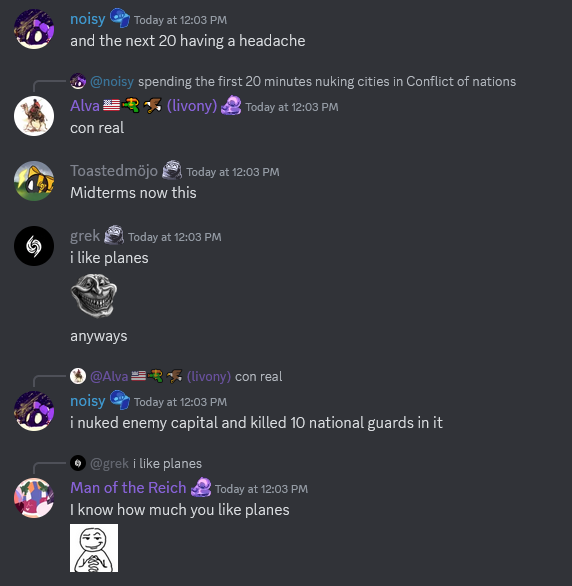 noisy Today at 12:03 PM
and the next 20 having a headache
@noisy spending the first 20 minutes nuking cities in Conflict of nations
Alva (livony) Today at 12:03 PM
con real
Toastedmöjo Today at 12:03 PM
Midterms now this
grek Today at 12:03 PM
i like planes
anyways
@Alva (livony) con real
noisy Today at 12:03 PM
i nuked enemy capital and killed 10 national guards in it
@grek i like planes
Man of the Reich Today at 12:03 PM
I know how much you like planes